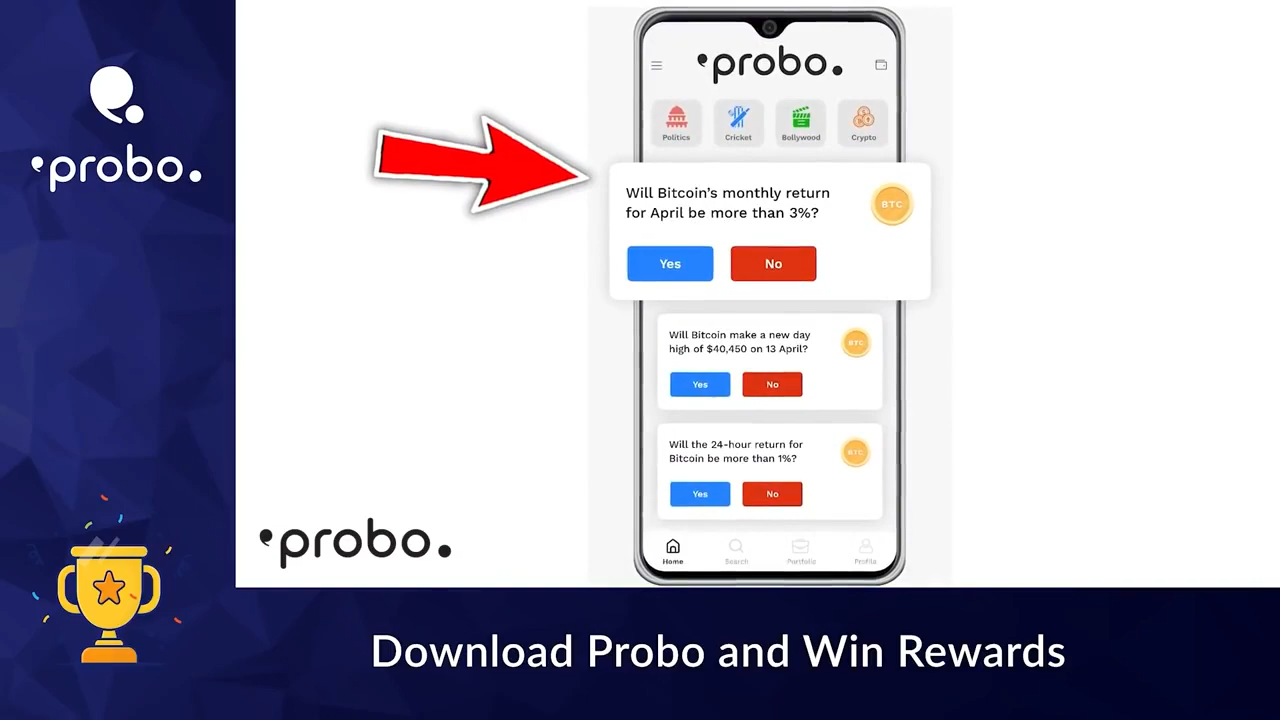 probo.
probo.
Politics
Cricket
Bollywood
Crypto
Will Bitcoin's monthly return
for April be more than 3%?
BTC
Yes
No
Will Bitcoin make a new day
high of $40,450 on 13 April?
BTC
Yes
No
Will the 24-hour return for
Bitcoin be more than 1%?
BTC
Yes
No
Home
Search
Portfolio
Profile
probo.
Download Probo and Win Rewards